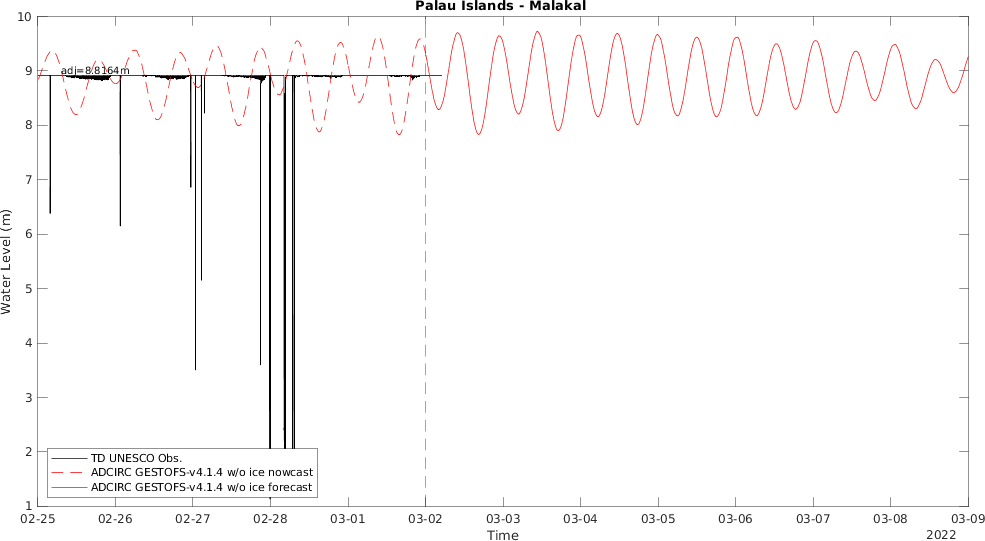 Palau Islands - Malakal
10
9
8
7
6
5
4
3
2
1
Water Level (m)
adj=8.8164m
TD UNESCO Obs.
ADCIRC GESTOFS-v4.1.4 w/o ice nowcast
ADCIRC GESTOFS-v4.1.4 w/o ice forecast
02-25 02-26 02-27 02-28 03-01 03-02 03-03 03-04 03-05 03-06 03-07 03-08 03-09
Time
2022